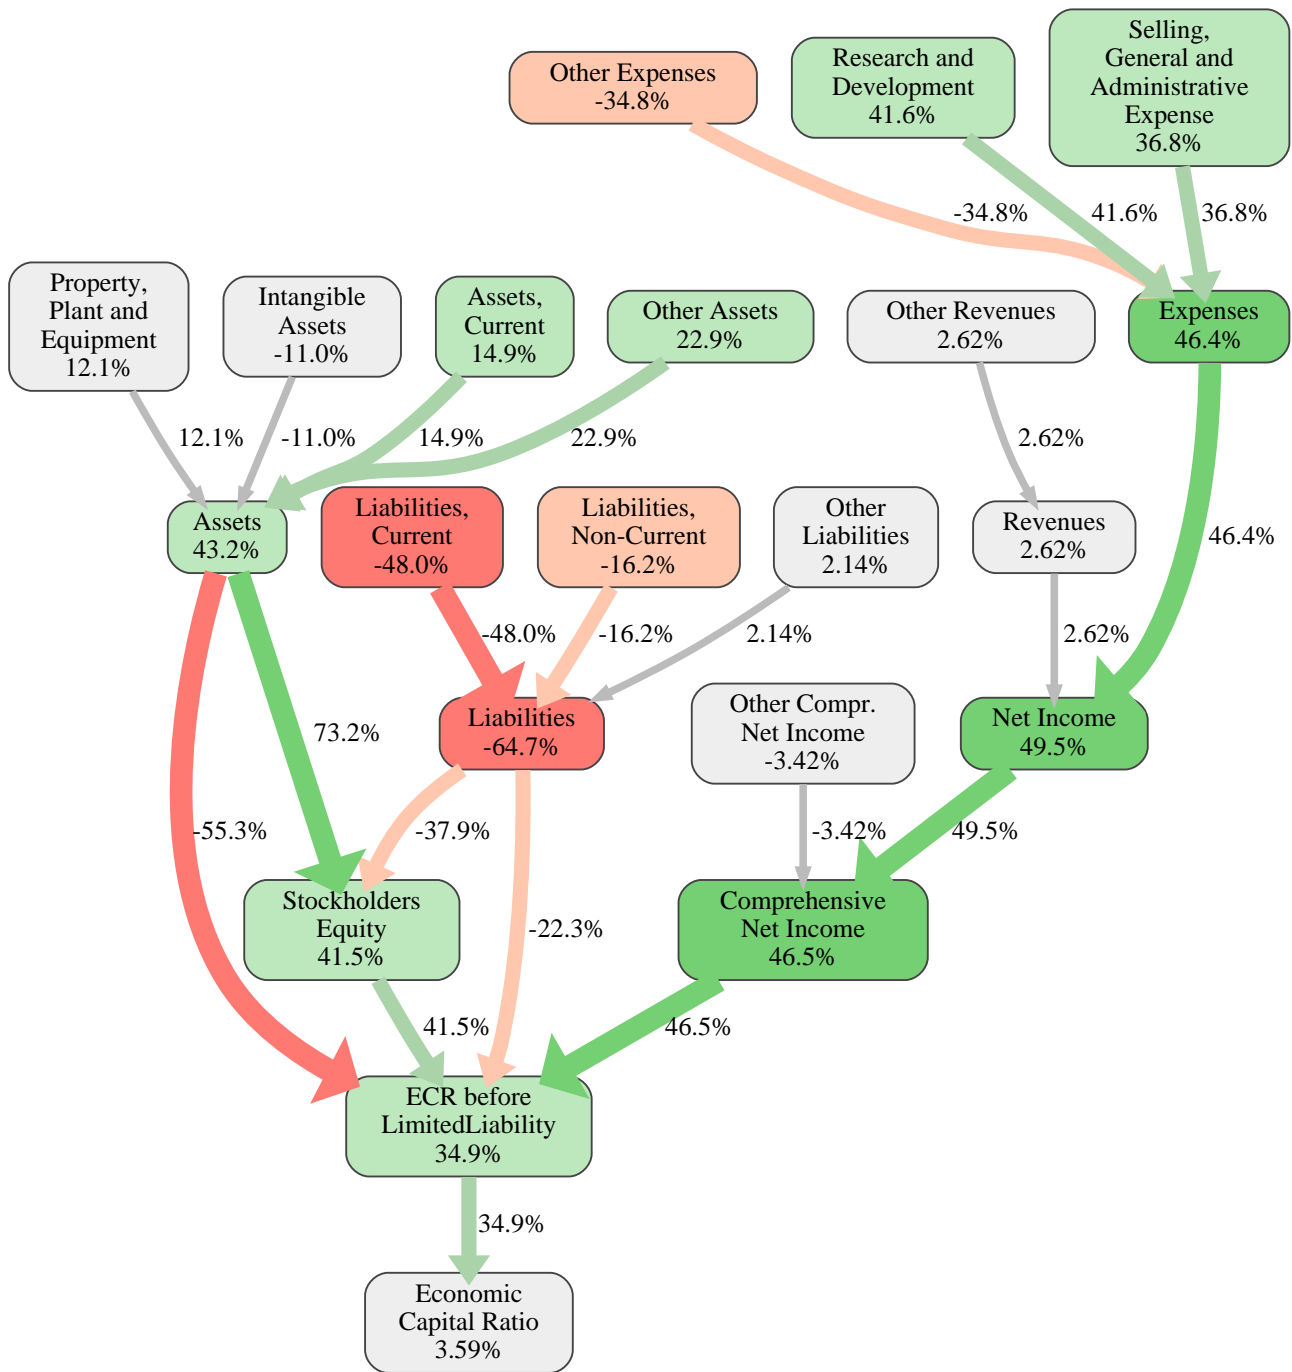 Other Expenses
-34.8%
Research and
Development
41.6%
Selling,
General and
Administrative
Expense
36.8%
-34.8%
41.6%
36.8%
Property,
Plant and
Equipment
12.1%
Intangible
Assets
-11.0%
Assets,
Current
14.9%
Other Assets
22.9%
Other Revenues
2.62%
Expenses
46.4%
12.1%
-11.0%
14.9%
22.9%
2.62%
46.4%
Assets
43.2%
Liabilities,
Current
-48.0%
Liabilities,
Non-Current
-16.2%
Other
Liabilities
2.14%
Revenues
2.62%
-48.0%
-16.2%
2.14%
2.62%
73.2%
Liabilities
-64.7%
Other Compr.
Net Income
-3.42%
Net Income
49.5%
-55.3%
-37.9%
-3.42%
49.5%
Stockholders
Equity
41.5%
-22.3%
Comprehensive
Net Income
46.5%
41.5%
46.5%
ECR before
LimitedLiability
34.9%
34.9%
Economic
Capital Ratio
3.59%